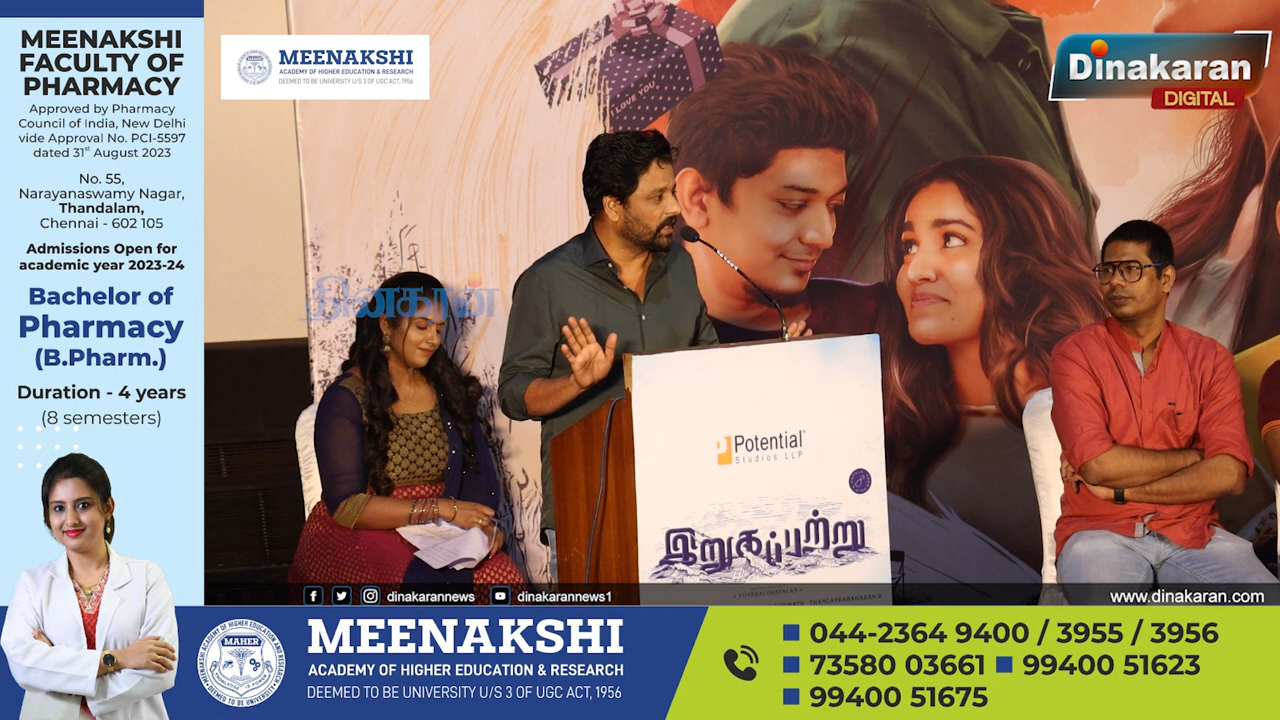 MEENAKSHI
FACULTY OF
PHARMACY
Approved by Pharmacy
Council of India, New Delhi
vide Approval No. PCI-5597
dated 31st August 2023
No. 55,
Narayanaswamy Nagar,
Thandalam,
Chennai - 602 105
Admissions Open for
academic year 2023-24
Bachelor of
Pharmacy
(B.Pharm.)
Duration - 4 years
(8 semesters)
MEENAKSHI
ACADEMY OF HIGHER EDUCATION & RESEARCH
DEEMED TO BE UNIVERSITY U/S 3 OF UGC ACT, 1956
I LOVE YOU
Dinakaran
DIGITAL
தினகரன்
Potential
Studios LLP
இறுகப்பற்று
YUVARAJ DHAYALAN
dinakarannews
dinakarannews1
www.dinakaran.com
MAHER
MEENAKSHI
ACADEMY OF HIGHER EDUCATION & RESEARCH
DEEMED TO BE UNIVERSITY U/S 3 OF UGC ACT, 1956
044-2364 9400 / 3955 / 3956
73580 03661
99400 51623
99400 51675